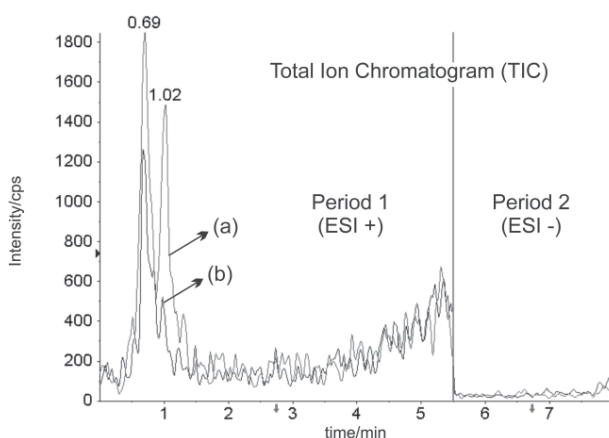 0.69
1800
Total Ion Chromatogram (TIC)
1600
1.02
1400
1200
Intensity/cps
1000
Period 1
(ESI +)
Period 2
(ESI -)
800
(a)
600
(b)
400
200
0
1 2 3 4 5 6 7
time/min